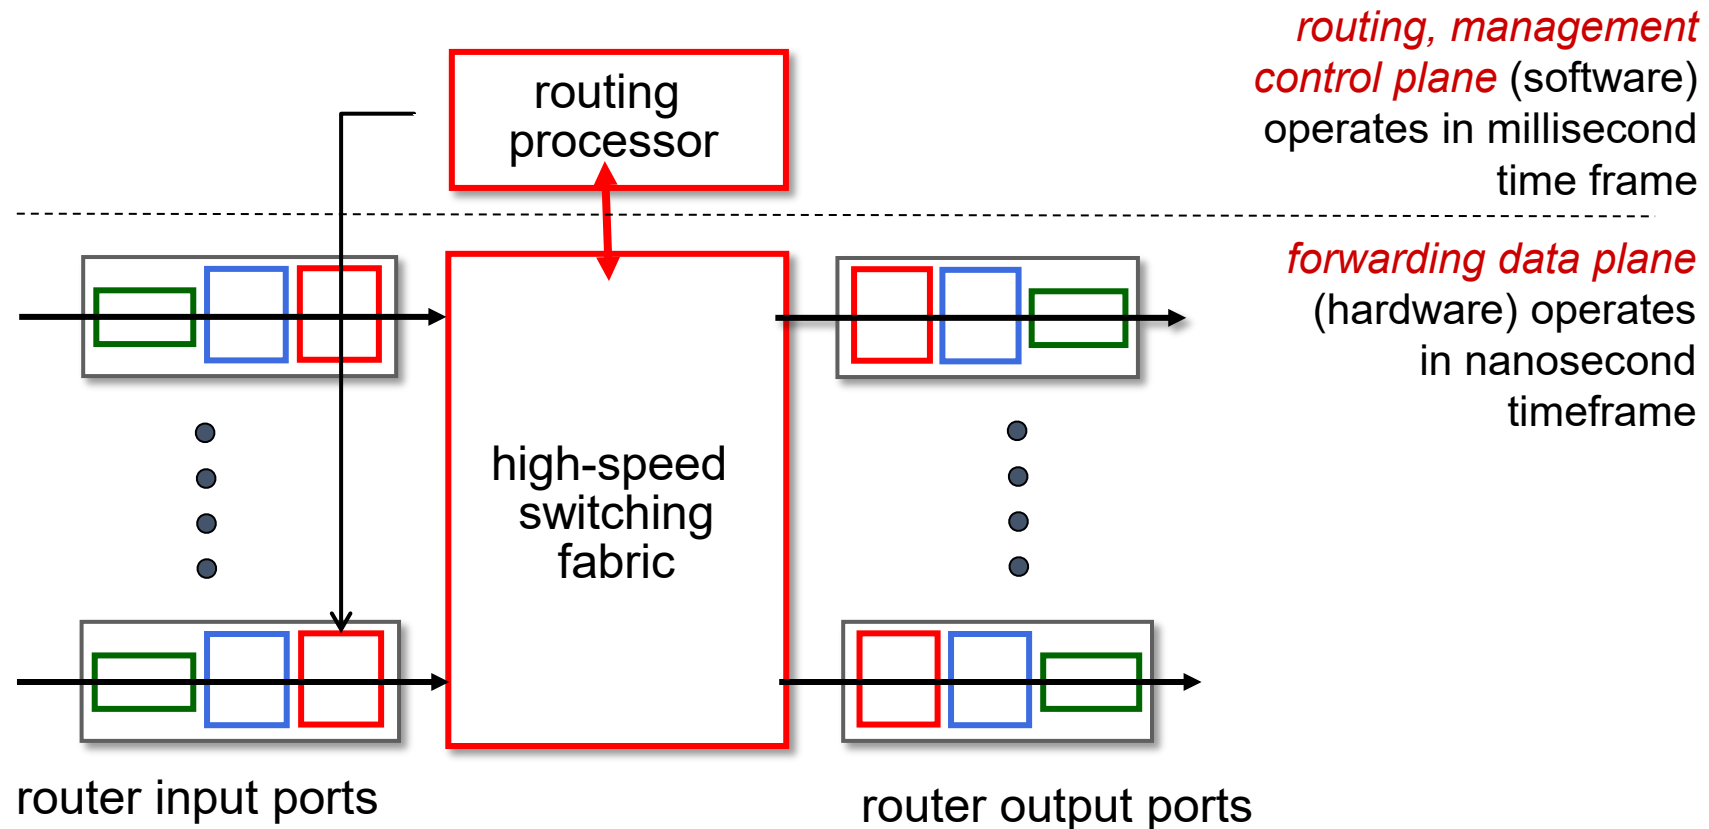 routing, management
control plane (software)
operates in millisecond
time frame
routing
processor
forwarding data plane
(hardware) operates
in nanosecond
timeframe
high-speed
switching
fabric
router input ports
router output ports